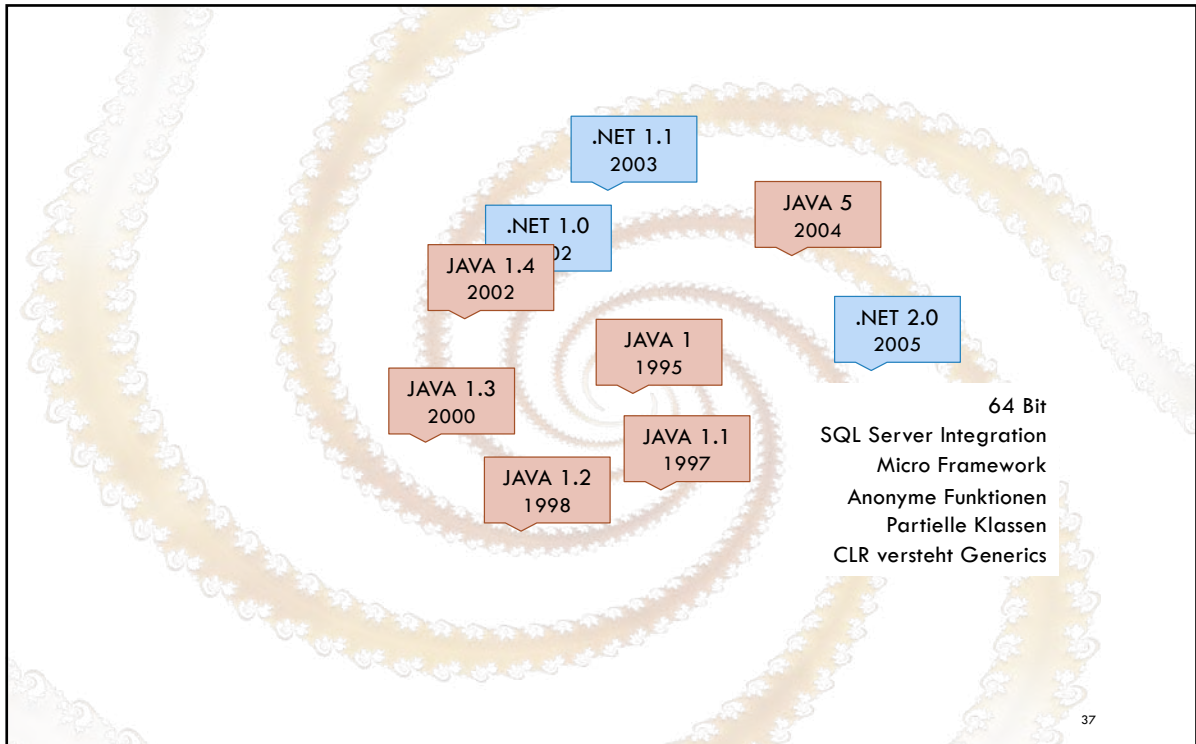 .NET 1.1
2003
JAVA 5
2004
.NET 1.0
02
JAVA 1.4
2002
.NET 2.0
2005
JAVA 1
1995
JAVA 1.3
2000
JAVA 1.1
1997
JAVA 1.2
1998
64 Bit
SQL Server Integration
Micro Framework
Anonyme Funktionen
Partielle Klassen
CLR versteht Generics
37